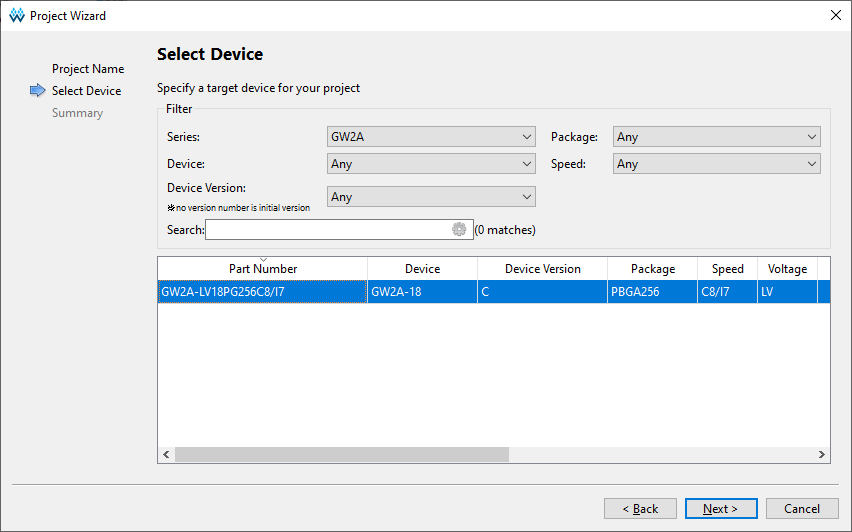 Project Wizard
Project Name
Select Device
Summary
Select Device
Specify a target device for your project
Filter
Series: GW2A Package: Any
Device: Any Speed: Any
Device Version: Any
*no version number is initial version
Search: (0 matches)
Part Number Device Device Version Package Speed Voltage
GW2A-LV18PG256C8/I7 GW2A-18 C PBGA256 C8/I7 LV
< Back Next > Cancel